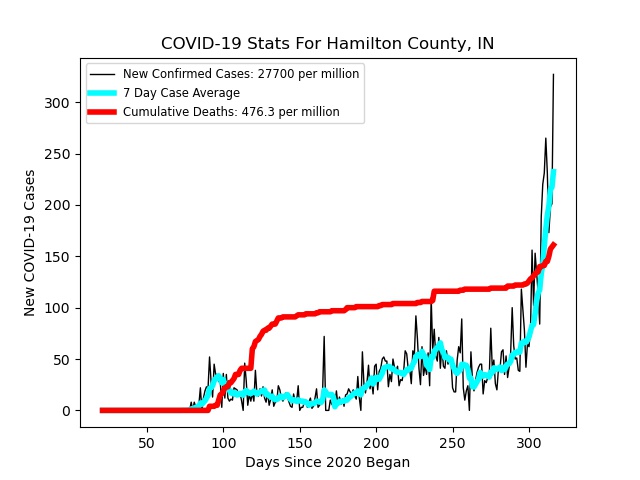 COVID-19 Stats For Hamilton County, IN
New Confirmed Cases: 27700 per million
7 Day Case Average
Cumulative Deaths: 476.3 per million
New COVID-19 Cases
300
250
200
150
100
50
0
50
100
150
200
250
300
Days Since 2020 Began